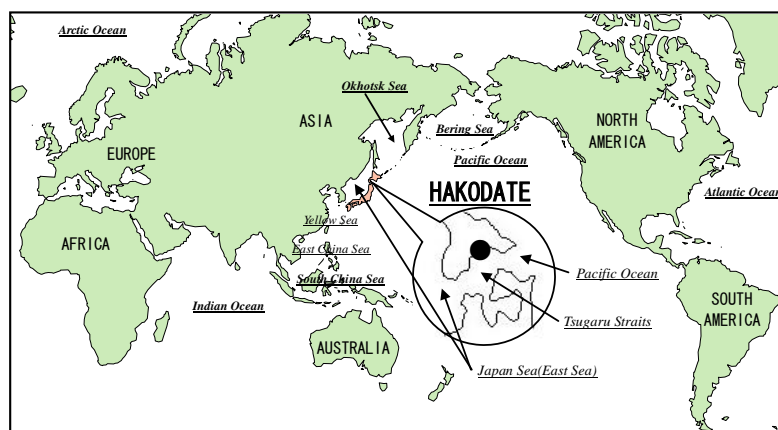 Arctic Ocean
Okhotsk Sea
ASIA
Bering Sea
NORTH
AMERICA
EUROPE
Pacific Ocean
HAKODATE
Atlantic Ocean
Yellow Sea
AFRICA
East China Sea
South China Sea
Pacific Ocean
Indian Ocean
SOUTH
AMERICA
Tsugaru Straits
AUSTRALIA
Japan Sea(East Sea)